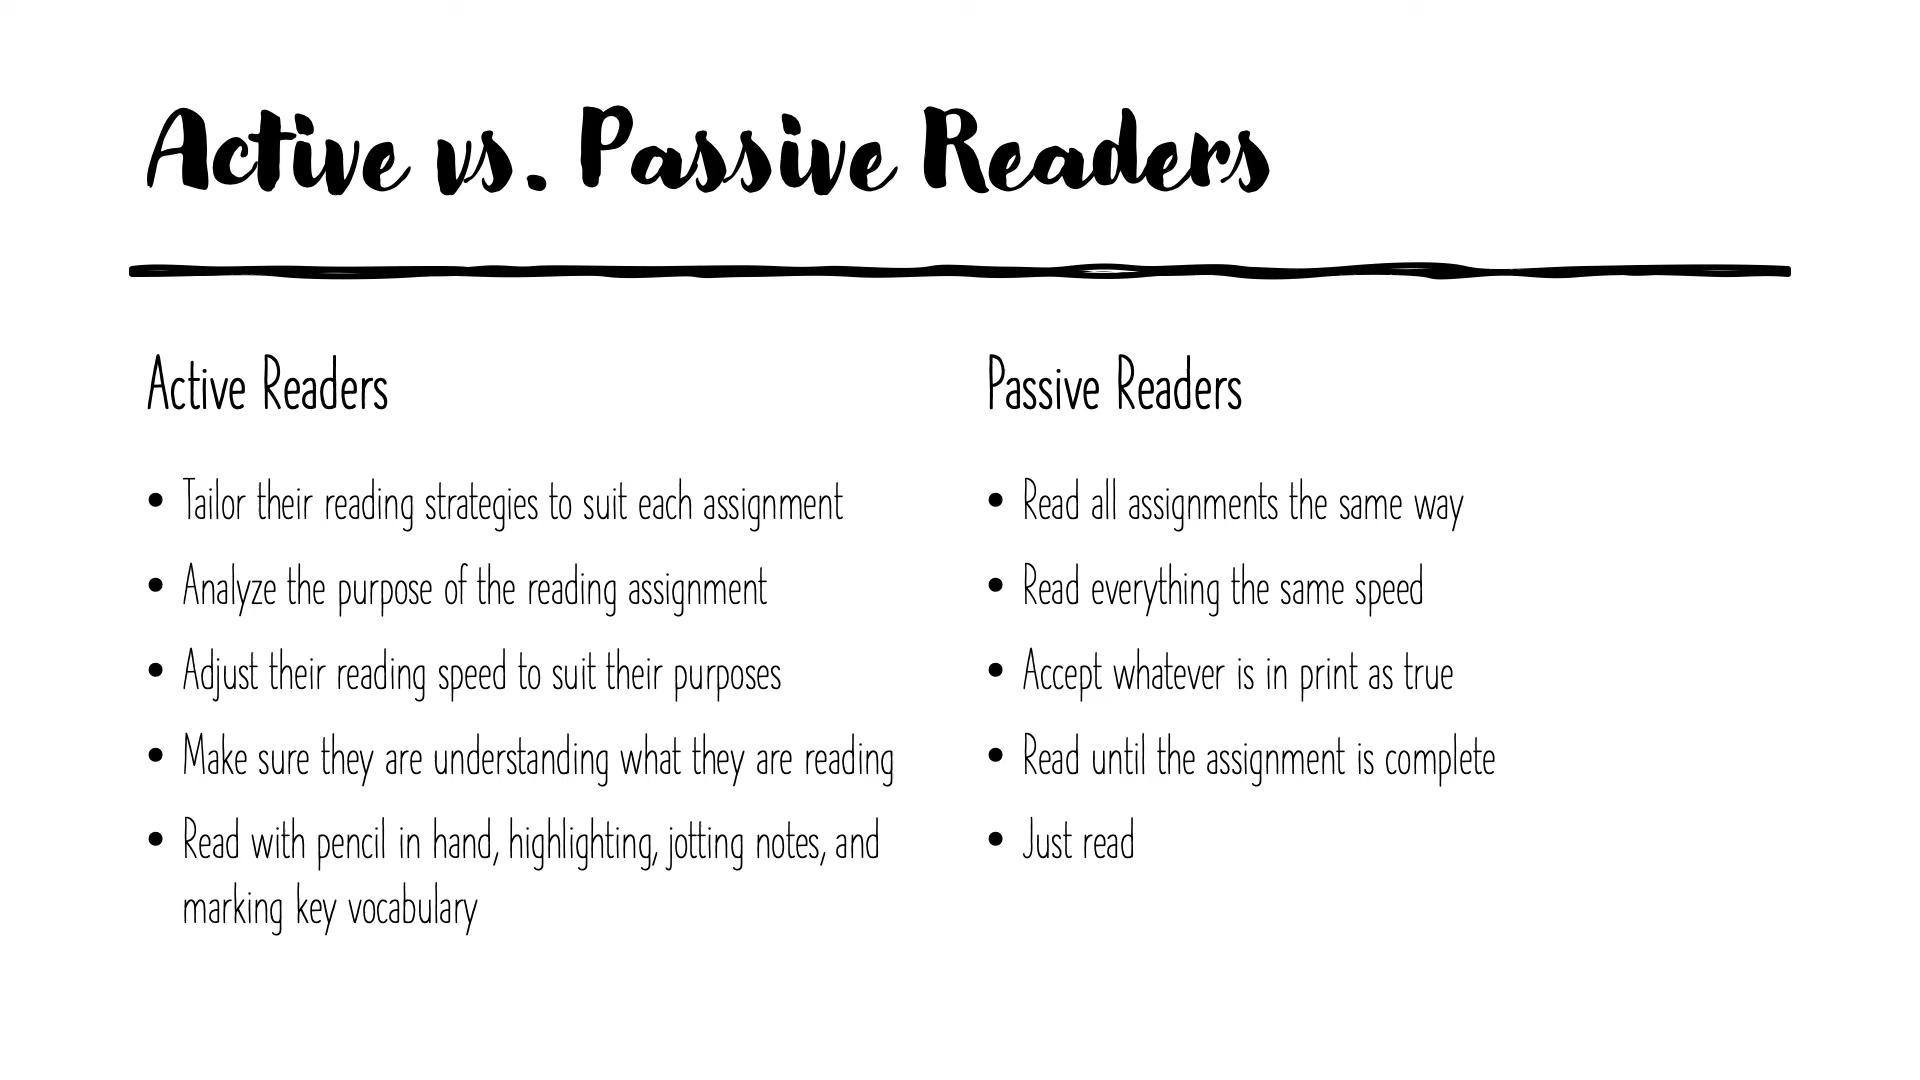 Active vs. Passive Readers
Active Readers
• Tailor their reading strategies to suit each assignment
• Analyze the purpose of the reading assignment
• Adjust their reading speed to suit their purposes
• Make sure they are understanding what they are reading
• Read with pencil in hand, highlighting, jotting notes, and
marking key vocabulary
Passive Readers
• Read all assignments the same way
• Read everything the same speed
• Accept whatever is in print as true
• Read until the assignment is complete
• Just read